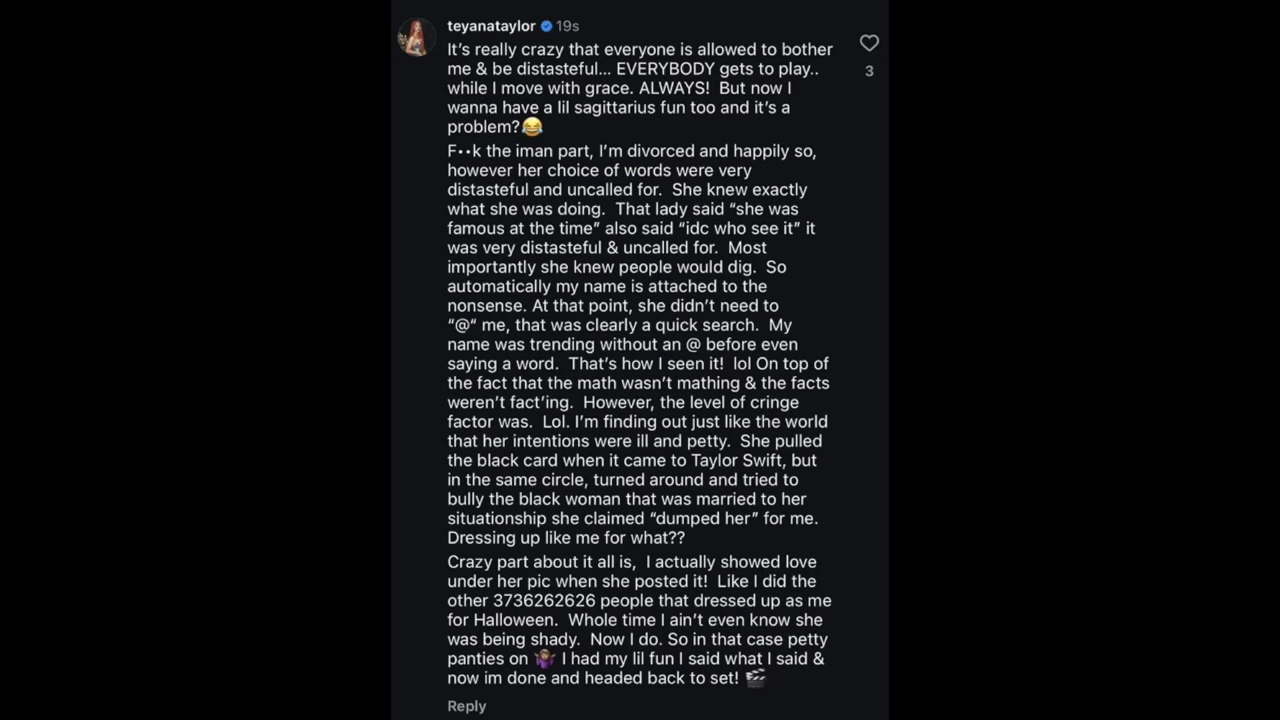 teyanataylor 19s
It's really crazy that everyone is allowed to bother
me & be distasteful... EVERYBODY gets to play..
while I move with grace. ALWAYS!  But now I
wanna have a lil sagittarius fun too and it's a
problem?😂
3
F••k the iman part, I'm divorced and happily so,
however her choice of words were very
distasteful and uncalled for.  She knew exactly
what she was doing.  That lady said "she was
famous at the time" also said "idc who see it" it
was very distasteful & uncalled for.  Most
importantly she knew people would dig.  So
automatically my name is attached to the
nonsense. At that point, she didn't need to
"@" me, that was clearly a quick search.  My
name was trending without an @ before even
saying a word.  That's how I seen it!  lol On top of
the fact that the math wasn't mathing & the facts
weren't fact'ing.  However, the level of cringe
factor was.  Lol. I'm finding out just like the world
that her intentions were ill and petty.  She pulled
the black card when it came to Taylor Swift, but
in the same circle, turned around and tried to
bully the black woman that was married to her
situationship she claimed "dumped her" for me.
Dressing up like me for what??
Crazy part about it all is,  I actually showed love
under her pic when she posted it!  Like I did the
other 3736262626 people that dressed up as me
for Halloween.  Whole time I ain't even know she
was being shady.  Now I do. So in that case petty
panties on 🤷🏾‍♀️ I had my lil fun I said what I said &
now im done and headed back to set! 🎬
Reply